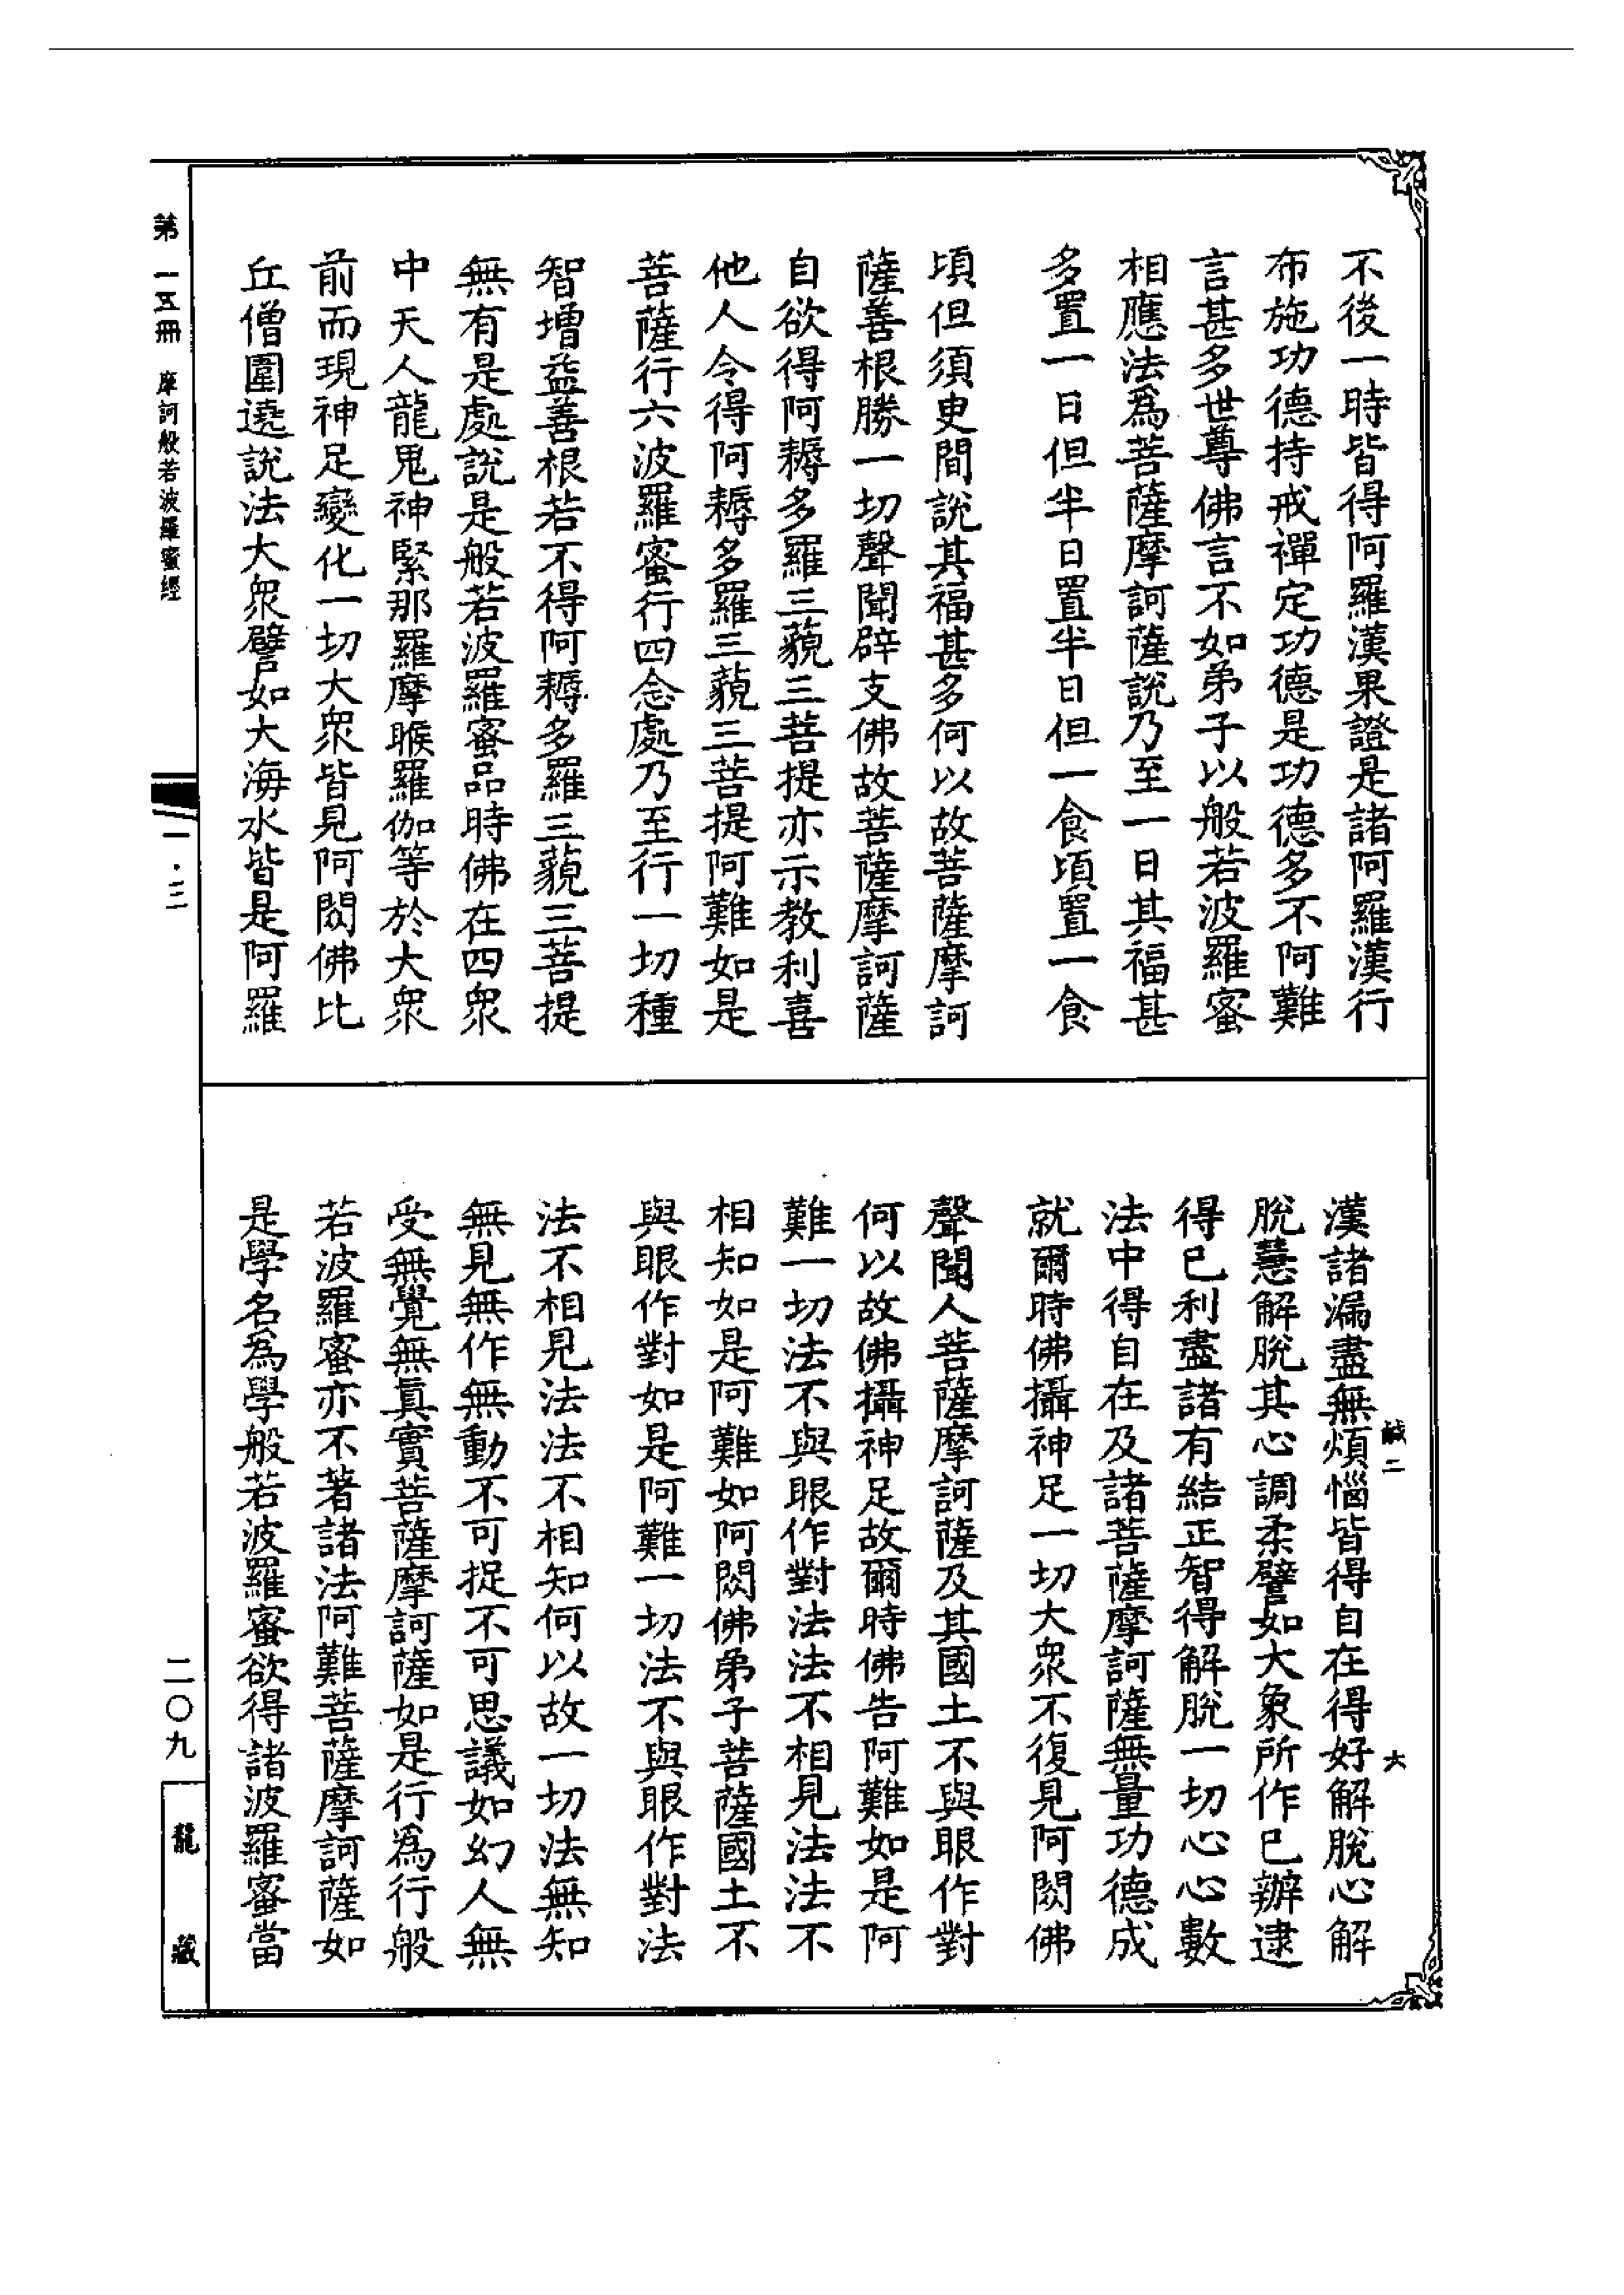 不後一時皆得阿羅漢果證是諸阿羅漢行
布施功德持戒禪定功德是功德多不阿難
言甚多世尊佛言不如弟子以般若波羅蜜
相應法爲菩薩摩訶薩說乃至一日其福甚
多置一日但半日置半日但一食頃置一食
頃但須臾間說其福甚多何以故菩薩摩訶
薩善根勝一切聲聞辟支佛故菩薩摩訶薩
自欲得阿耨多羅三藐三菩提亦示教利喜
他人令得阿耨多羅三藐三菩提阿難如是
菩薩行六波羅蜜行四念處乃至行一切種
智增益善根若不得阿耨多羅三藐三菩提
無有是處說是般若波羅蜜品時佛在四衆
中天人龍鬼神緊那羅摩睺羅伽等於大衆
前而現神足變化一切大衆皆見阿閦佛比
丘僧圍遶說法大衆譬如大海水皆是阿羅
漢諸漏盡無煩惱皆得自在得好解脫心解
脫慧解脫其心調柔譬如大象所作已辦逮
得已利盡諸有結正智得解脫一切心心數
法中得自在及諸菩薩摩訶薩無量功德成
就爾時佛攝神足一切大衆不復見阿閦佛
聲聞人菩薩摩訶薩及其國土不與眼作對
何以故佛攝神足故爾時佛告阿難如是阿
難一切法不與眼作對法法不相見法法不
相知如是阿難如阿閦佛弟子菩薩國土不
與眼作對如是阿難一切法不與眼作對法
法不相見法法不相知何以故一切法無知
無見無作無動不可捉不可思議如幻人無
受無覺無真實菩薩摩訶薩如是行爲行般
若波羅蜜亦不著諸法阿難菩薩摩訶薩如
是學名爲學般若波羅蜜欲得諸波羅蜜當
鹹二
大
第一五冊 摩訶般若波羅蜜經
一·三
二〇九
龍藏